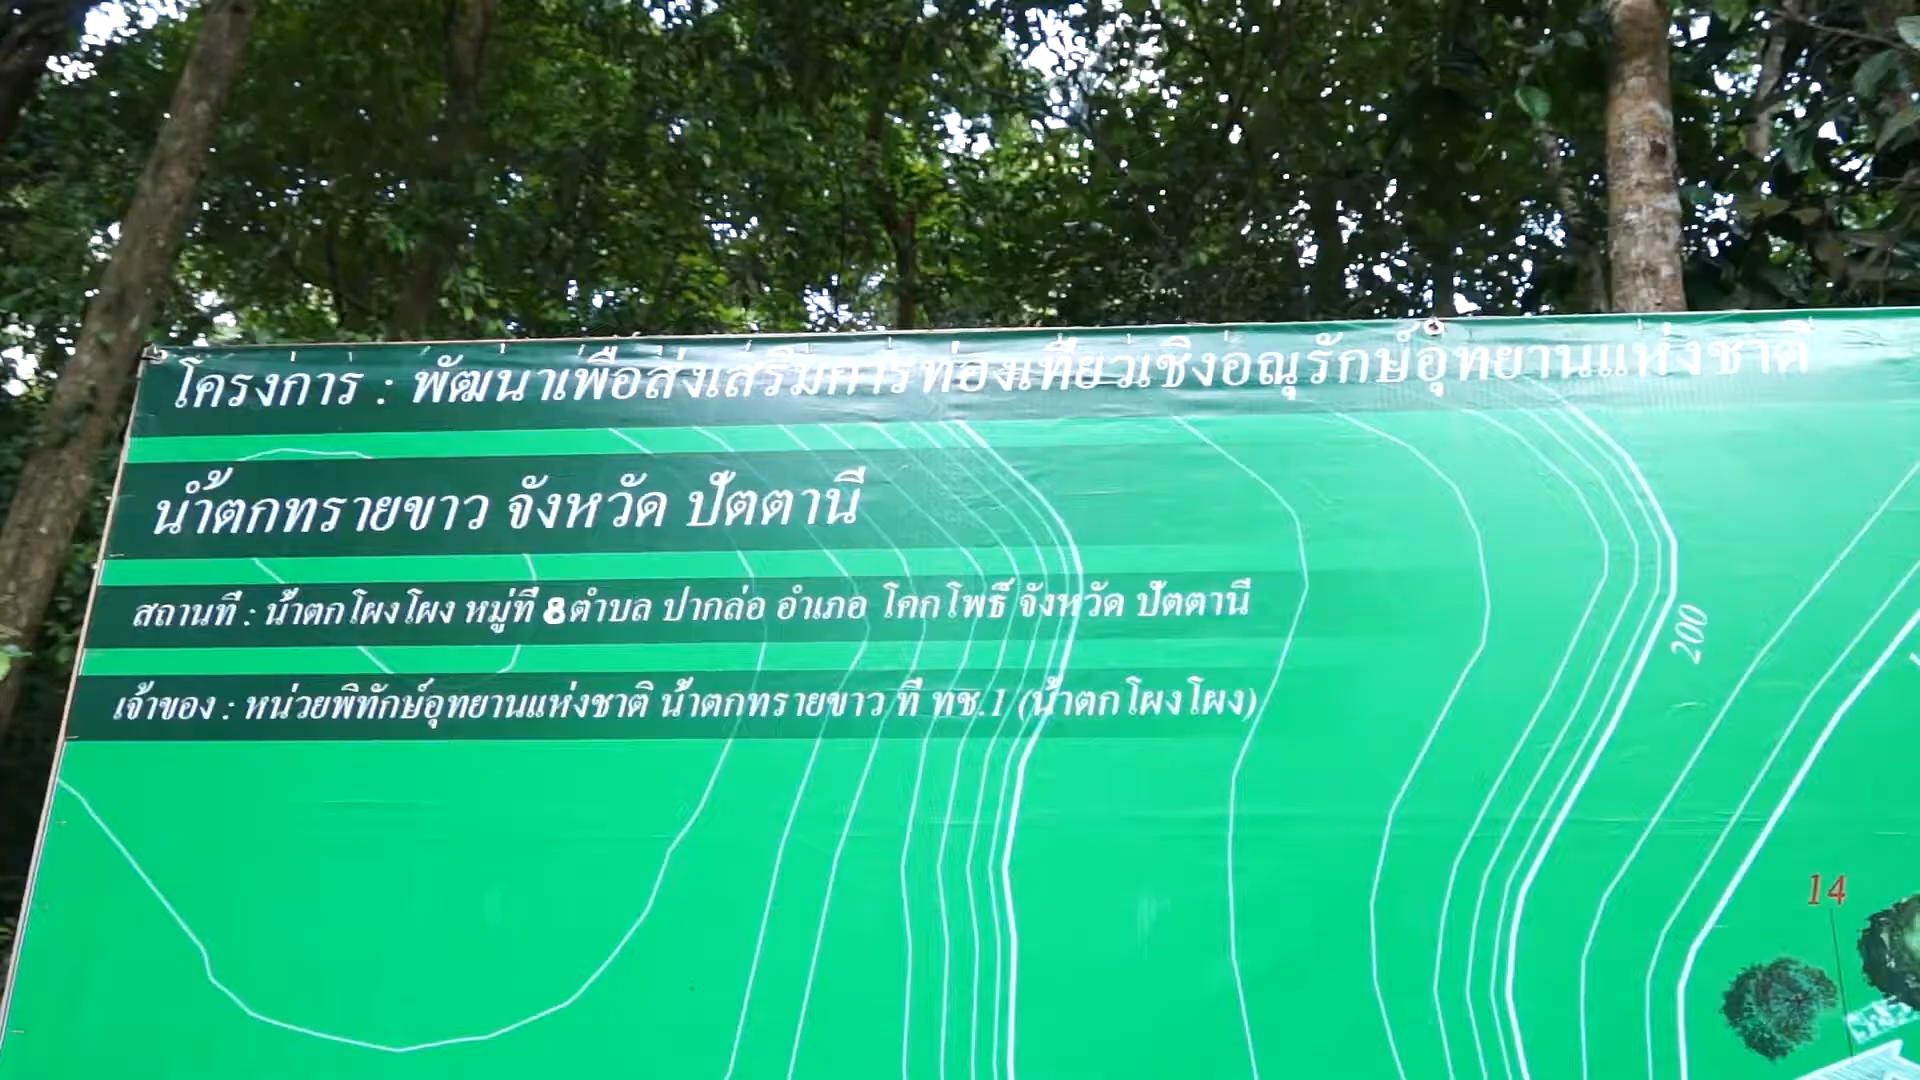 โครงการ : พัฒนาเพื่อส่งเสริมการท่องเที่ยวเชิงอณุรักษ์อุทยานแห่งชาติ
น้ำตกทรายขาว จังหวัด ปัตตานี
สถานที่ : น้ำตกโผงโผง หมู่ที่ 8 ตำบล ปากล่อ อำเภอ โคกโพธิ์ จังหวัด ปัตตานี
เจ้าของ : หน่วยพิทักษ์อุทยานแห่งชาติ น้ำตกทรายขาว ที่ ทช.1 (น้ำตกโผงโผง)
200
14